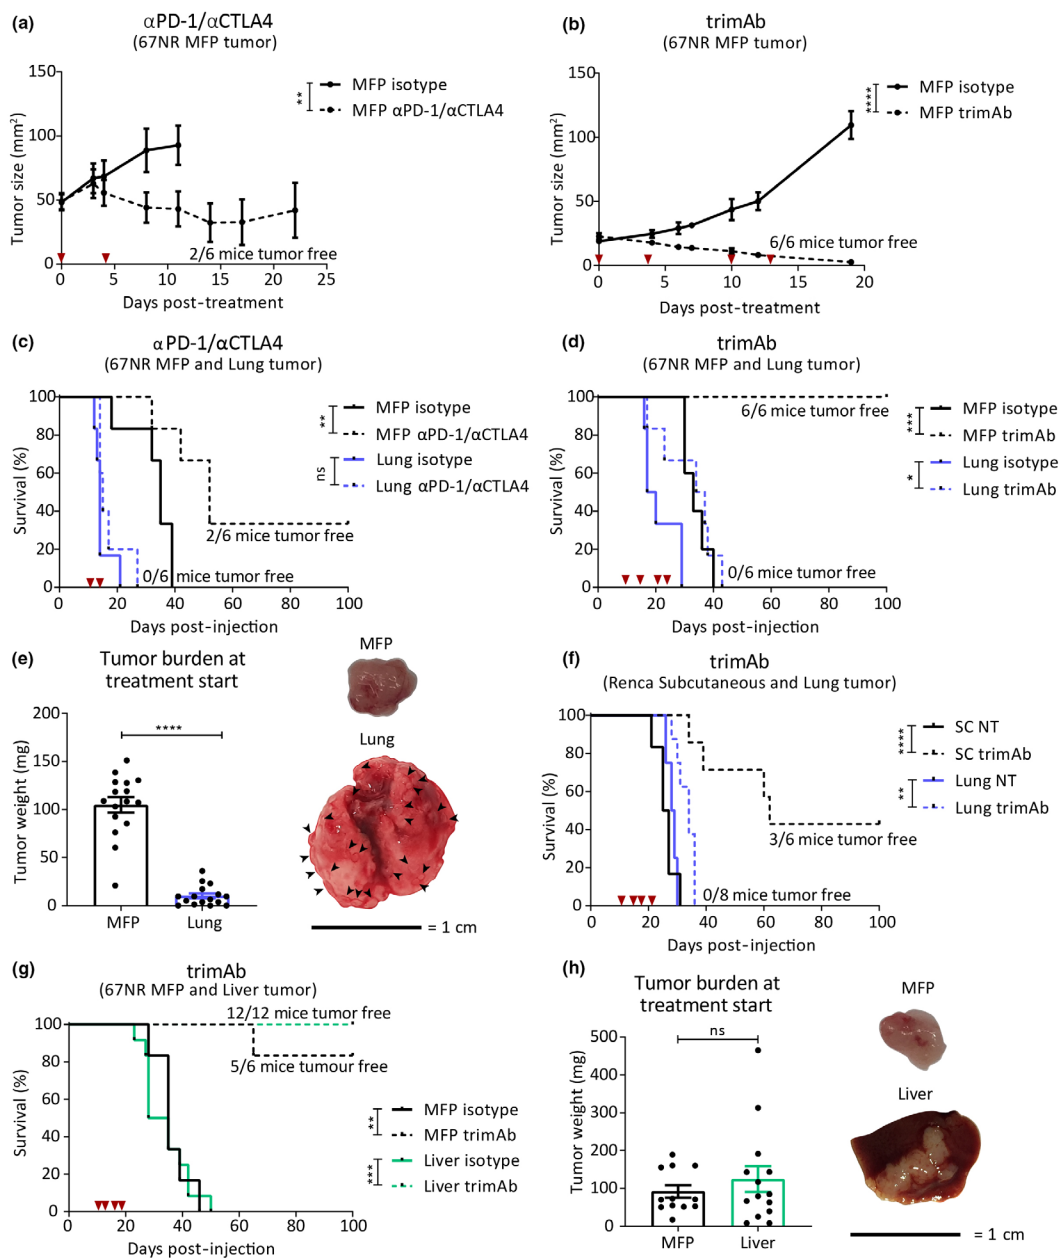 (a)
αPD-1/αCTLA4
(67NR MFP tumor)
150
100
50
0
Tumor size (mm²)
0 5 10 15 20 25
Days post-treatment
2/6 mice tumor free
**
MFP isotype
MFP αPD-1/αCTLA4
(b)
trimAb
(67NR MFP tumor)
150
100
50
0
Tumor size (mm²)
0 5 10 15 20
Days post-treatment
6/6 mice tumor free
****
MFP isotype
MFP trimAb
(c)
αPD-1/αCTLA4
(67NR MFP and Lung tumor)
100
80
60
40
20
0
Survival (%)
0 20 40 60 80 100
Days post-injection
2/6 mice tumor free
0/6 mice tumor free
**
MFP isotype
MFP αPD-1/αCTLA4
ns
Lung isotype
Lung αPD-1/αCTLA4
(d)
trimAb
(67NR MFP and Lung tumor)
100
80
60
40
20
0
Survival (%)
0 20 40 60 80 100
Days post-injection
6/6 mice tumor free
0/6 mice tumor free
***
MFP isotype
MFP trimAb
*
Lung isotype
Lung trimAb
(e)
Tumor burden at
treatment start
200
150
100
50
0
Tumor weight (mg)
****
MFP Lung
MFP
Lung
= 1 cm
(f)
trimAb
(Renca Subcutaneous and Lung tumor)
100
80
60
40
20
0
Survival (%)
0 20 40 60 80 100
Days post-injection
3/6 mice tumor free
0/8 mice tumor free
****
SC NT
SC trimAb
**
Lung NT
Lung trimAb
(g)
trimAb
(67NR MFP and Liver tumor)
100
80
60
40
20
0
Survival (%)
0 20 40 60 80 100
Days post-injection
12/12 mice tumor free
5/6 mice tumour free
**
MFP isotype
MFP trimAb
***
Liver isotype
Liver trimAb
(h)
Tumor burden at
treatment start
500
400
300
200
100
0
Tumor weight (mg)
ns
MFP Liver
MFP
Liver
= 1 cm